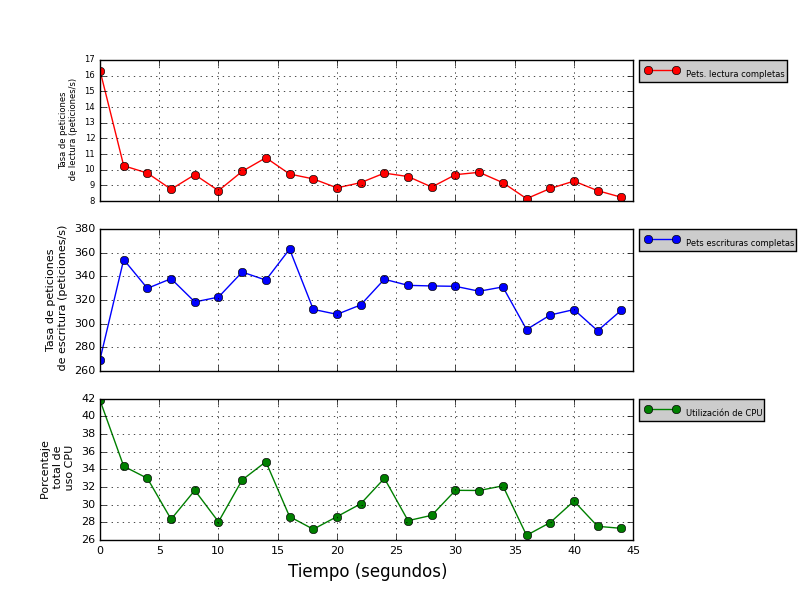 17
16
15
14
13
12
11
10
9
8
Tasa de peticiones
de lectura (peticiones/s)
Pets. lectura completas
380
360
340
320
300
280
260
Tasa de peticiones
de escritura (peticiones/s)
Pets escrituras completas
42
40
38
36
34
32
30
28
26
Porcentaje
total de
uso CPU
Utilización de CPU
0 5 10 15 20 25 30 35 40 45
Tiempo (segundos)